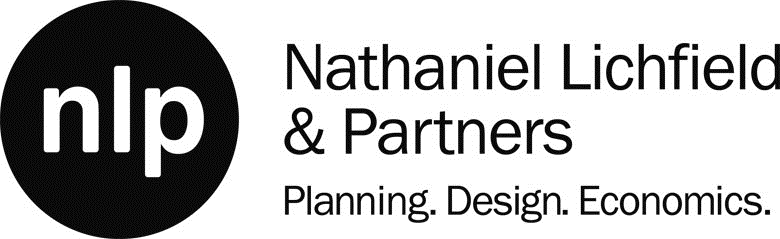 nlp
Nathaniel Lichfield
& Partners
Planning. Design. Economics.